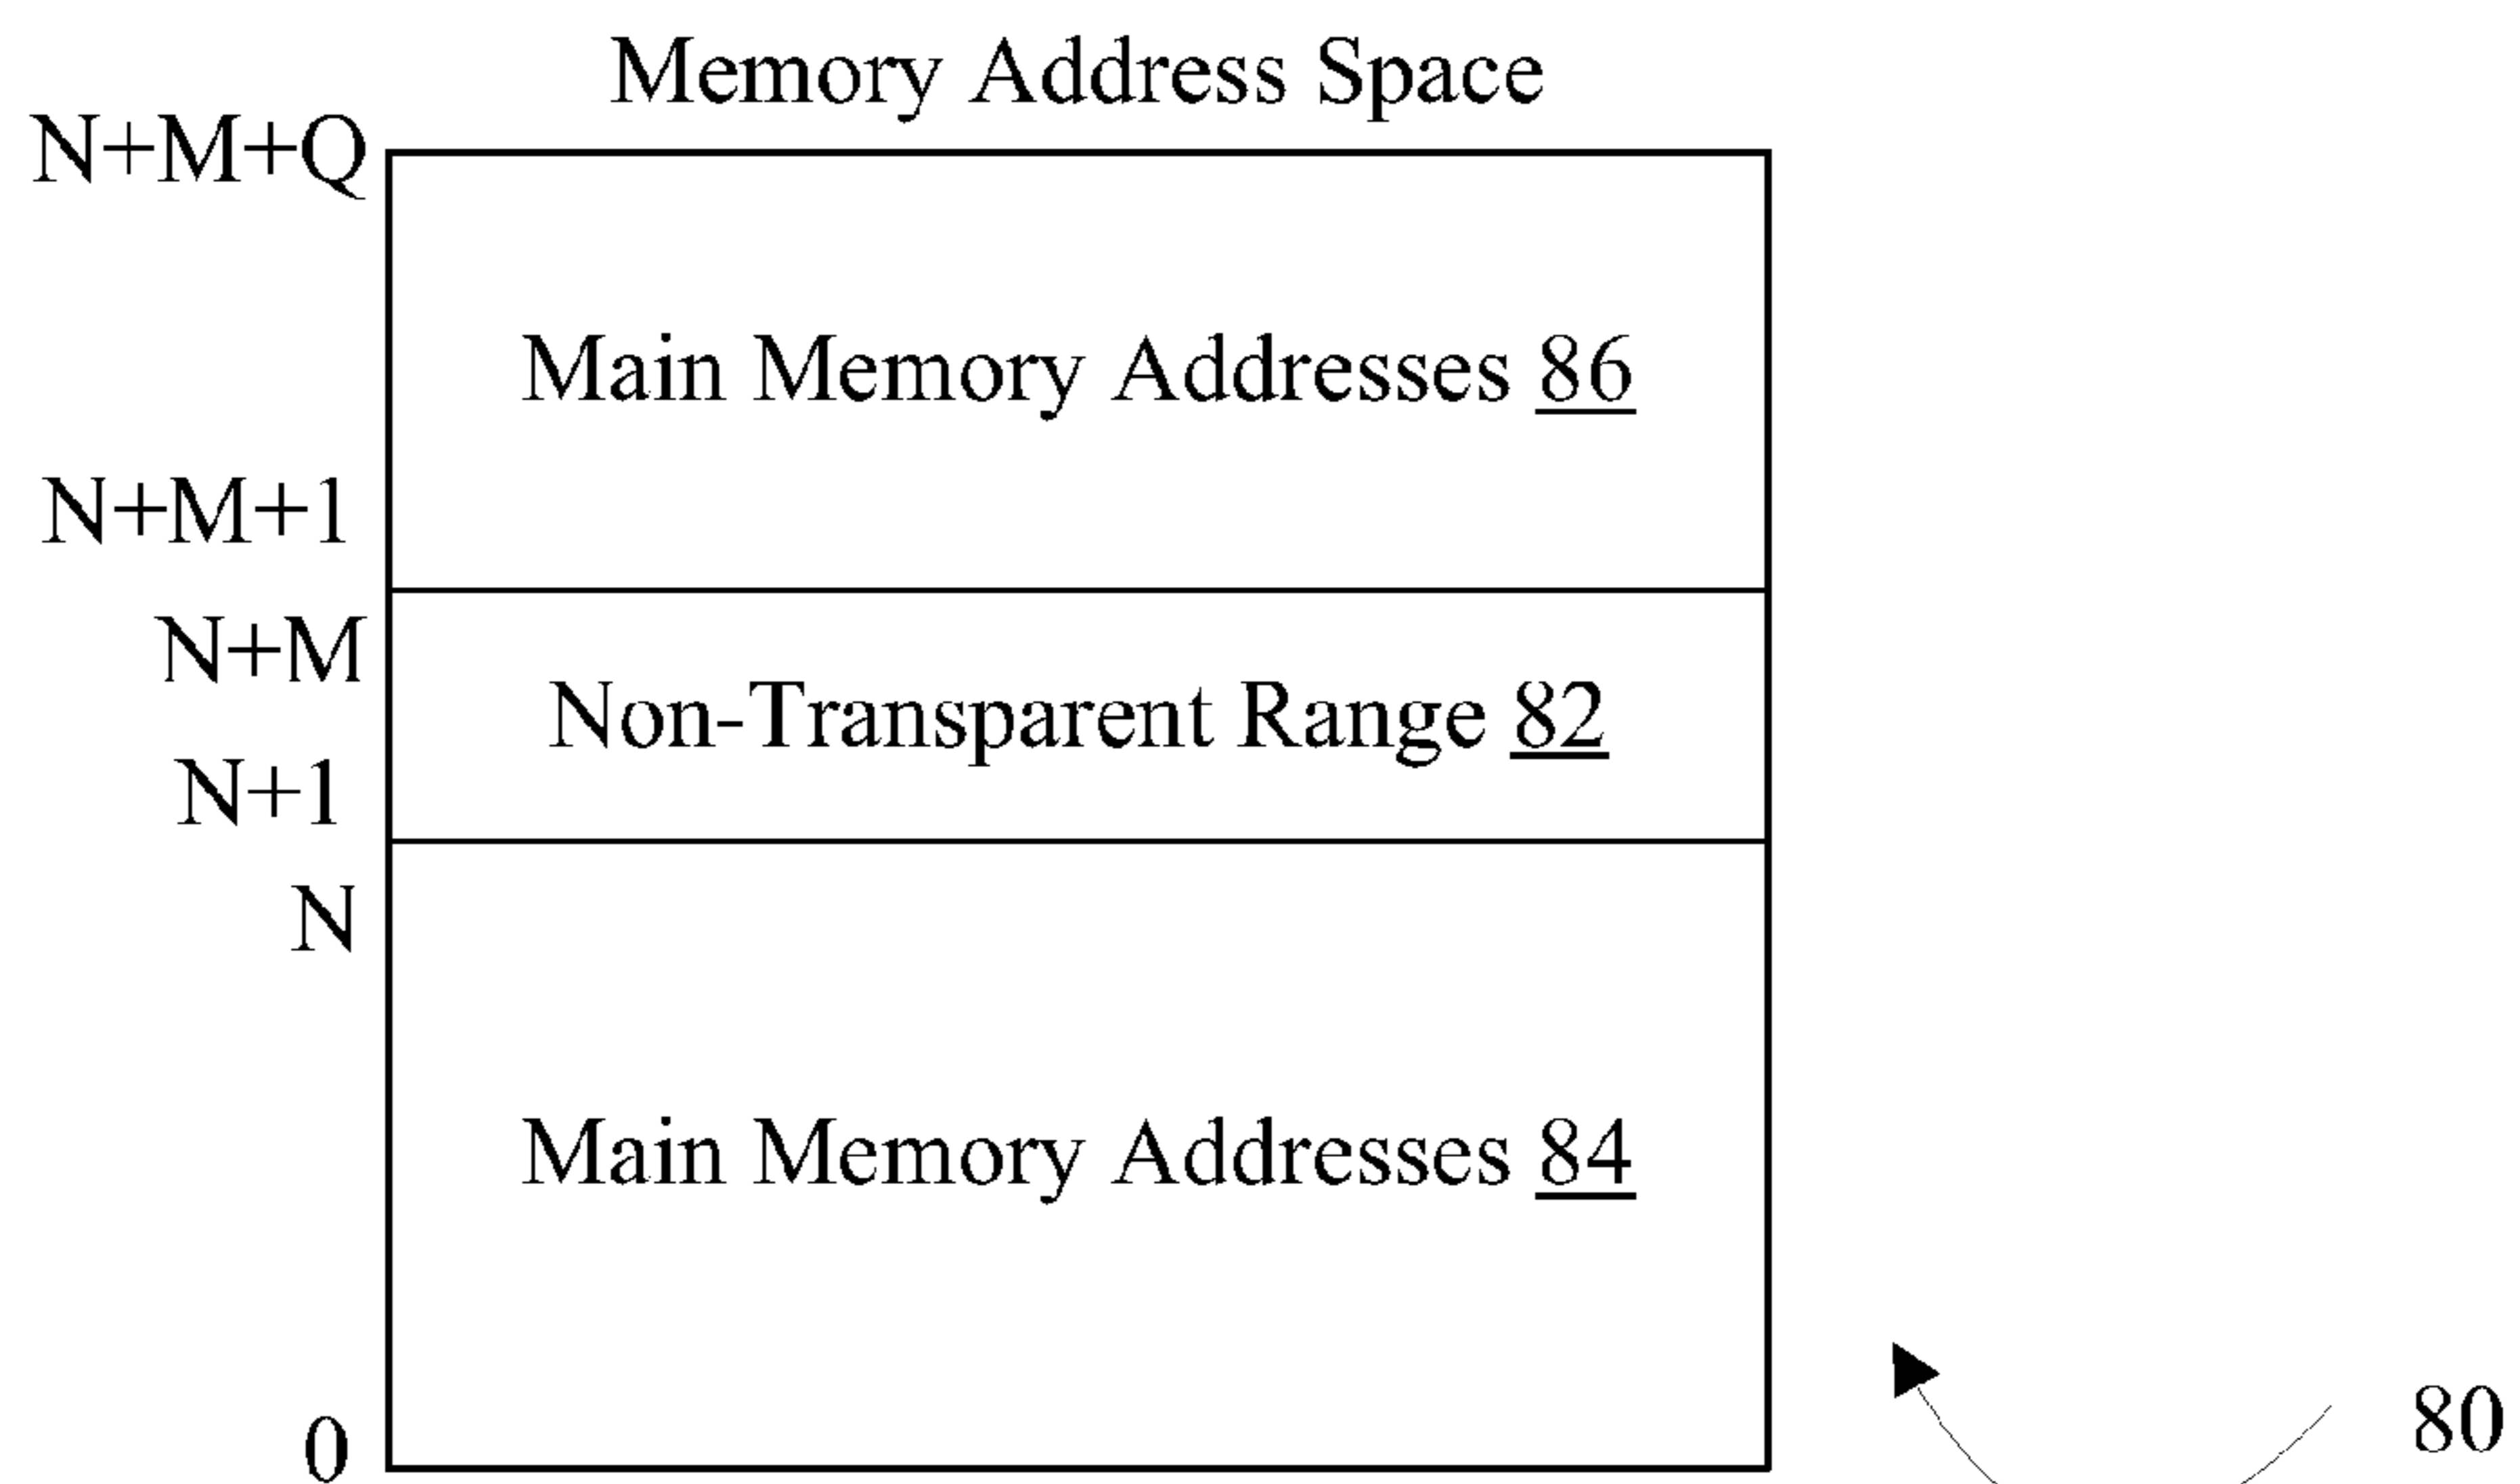 Memory Address Space
N+M+Q
Main Memory Addresses 86
N+M+1
N+M
Non-Transparent Range 82
N+1
N
Main Memory Addresses 84
0
80